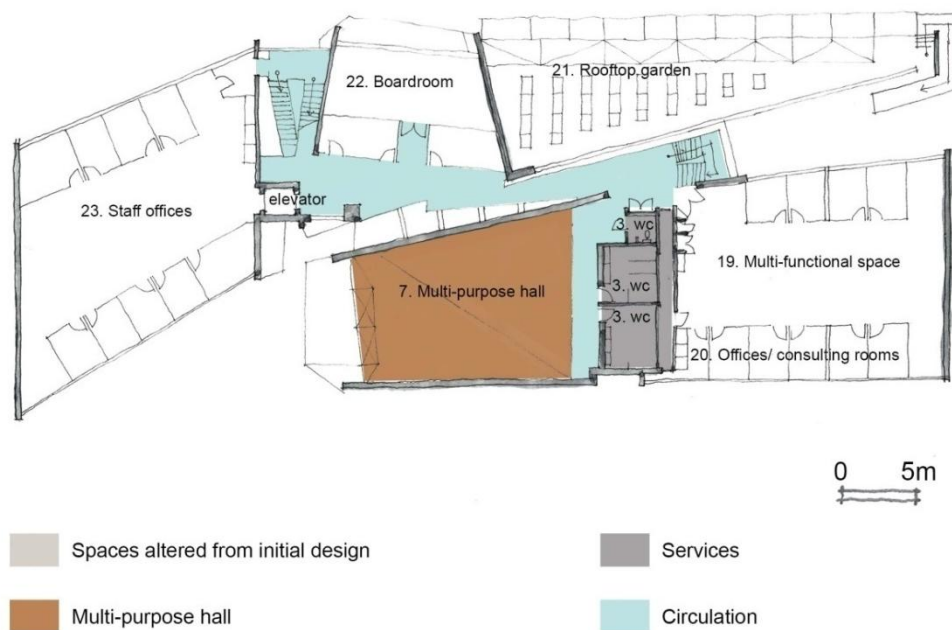 22. Boardroom
21. Rooftop garden
elevator
23. Staff offices
3. wc
19. Multi-functional space
7. Multi-purpose hall
3. wc
3. wc
20. Offices/ consulting rooms
0 5m
Spaces altered from initial design
Services
Multi-purpose hall
Circulation